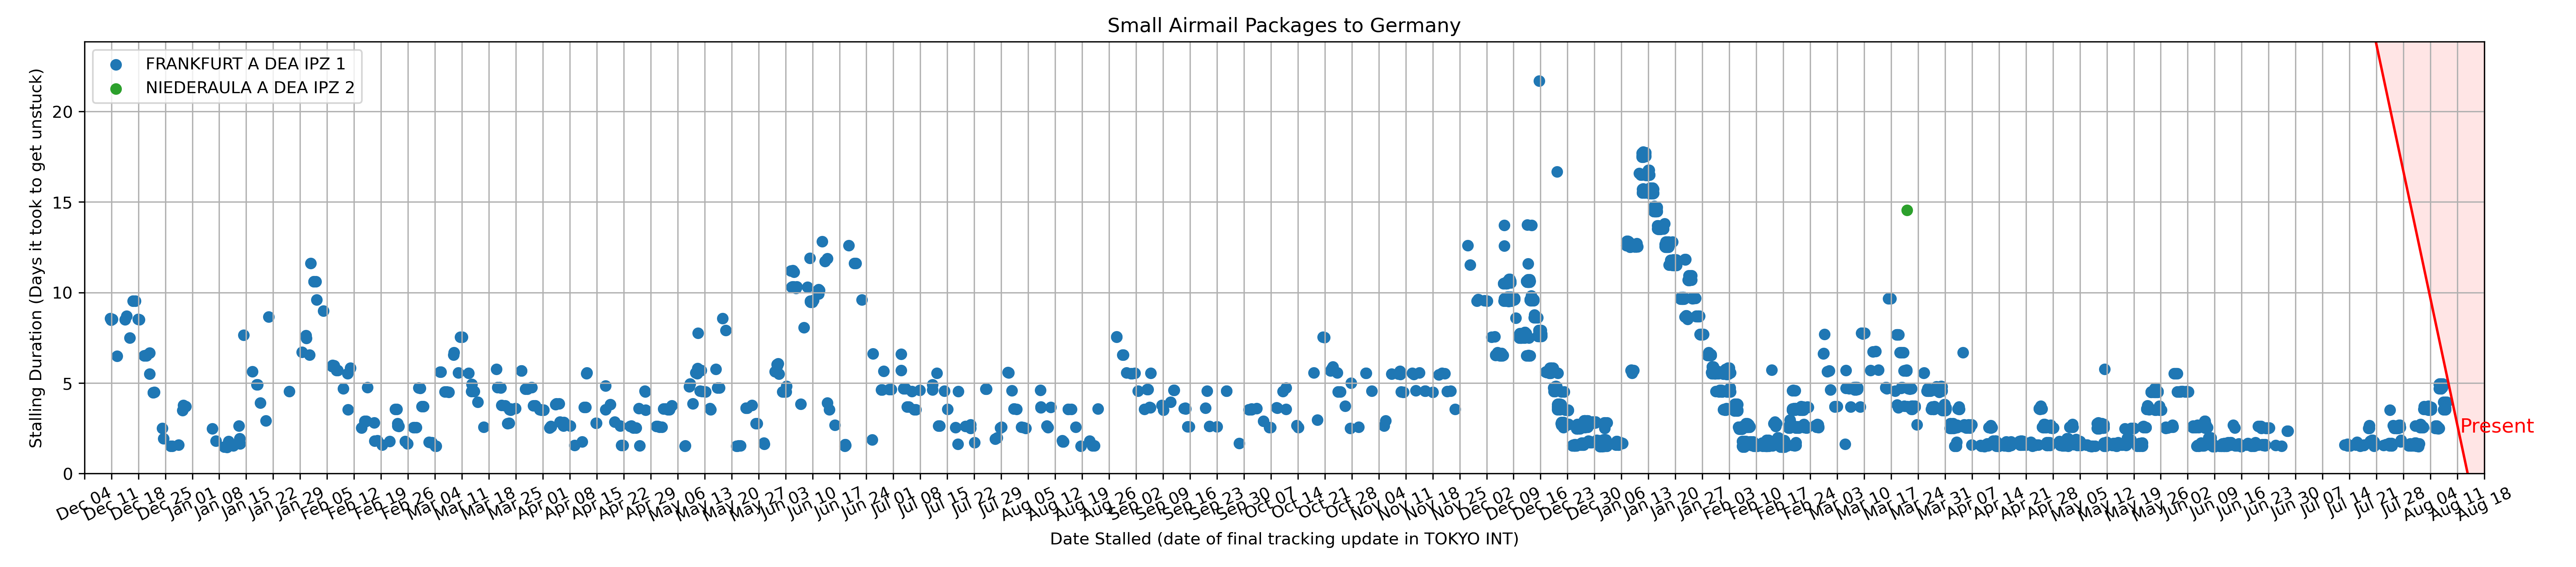 Small Airmail Packages to Germany
FRANKFURT A DEA IPZ 1
NIEDERAULA A DEA IPZ 2
Stalling Duration (Days it took to get unstuck)
20
15
10
5
0
Present
Dec 04 Dec 04 Dec 11 Dec 18 Dec 25 Jan 01 Jan 08 Jan 15 Jan 22 Jan 29 Feb 05 Feb 12 Feb 19 Feb 26 Mar 04 Mar 11 Mar 18 Mar 25 Apr 01 Apr 08 Apr 15 Apr 22 Apr 29 May 06 May 13 May 20 May 27 Jun 03 Jun 10 Jun 17 Jun 24 Jul 01 Jul 08 Jul 15 Jul 22 Jul 29 Aug 05 Aug 12 Aug 19 Aug 26 Sep 02 Sep 09 Sep 16 Sep 23 Sep 30 Oct 07 Oct 14 Oct 21 Oct 28 Nov 04 Nov 11 Nov 18 Nov 25 Dec 02 Dec 09 Dec 16 Dec 23 Dec 30 Jan 06 Jan 13 Jan 20 Jan 27 Feb 03 Feb 10 Feb 17 Feb 24 Mar 03 Mar 10 Mar 17 Mar 24 Mar 31 Apr 07 Apr 14 Apr 21 Apr 28 May 05 May 12 May 19 May 26 Jun 02 Jun 09 Jun 16 Jun 23 Jun 30 Jul 07 Jul 14 Jul 21 Jul 28 Aug 04 Aug 11 Aug 18
Date Stalled (date of final tracking update in TOKYO INT)